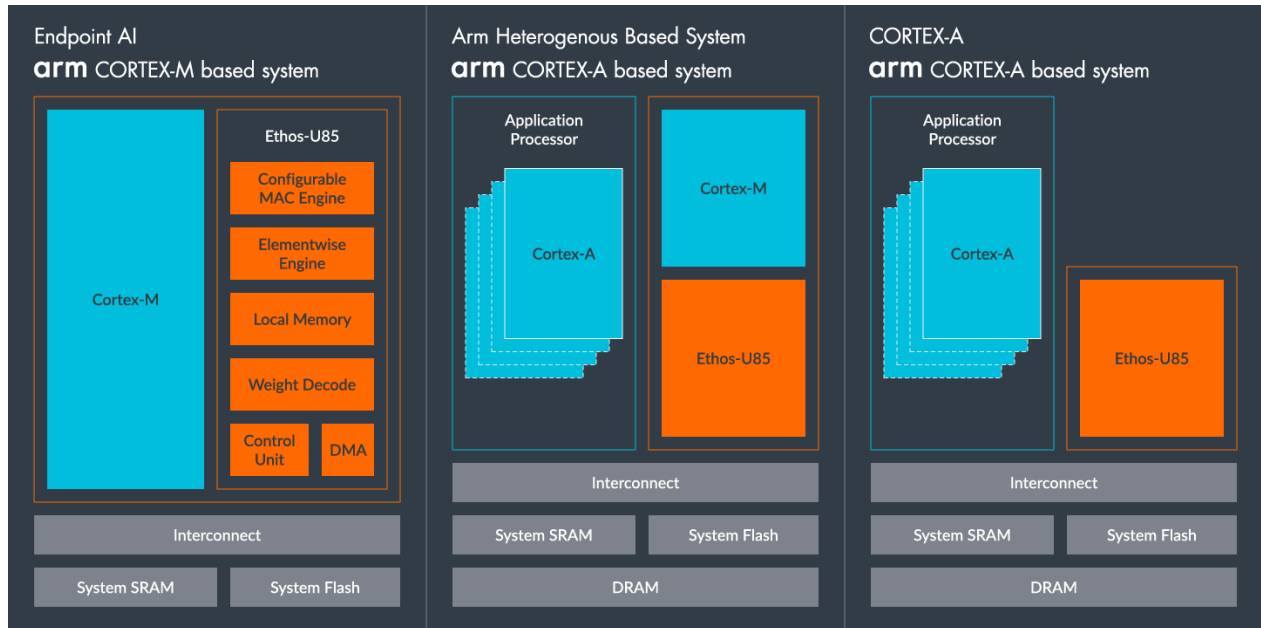 Endpoint AI
arm CORTEX-M based system
Cortex-M
Ethos-U85
Configurable
MAC Engine
Elementwise
Engine
Local Memory
Weight Decode
Control
Unit
DMA
Interconnect
System SRAM
System Flash
Arm Heterogenous Based System
arm CORTEX-A based system
Application
Processor
Cortex-A
Cortex-M
Ethos-U85
Interconnect
System SRAM
System Flash
DRAM
CORTEX-A
arm CORTEX-A based system
Application
Processor
Cortex-A
Ethos-U85
Interconnect
System SRAM
System Flash
DRAM